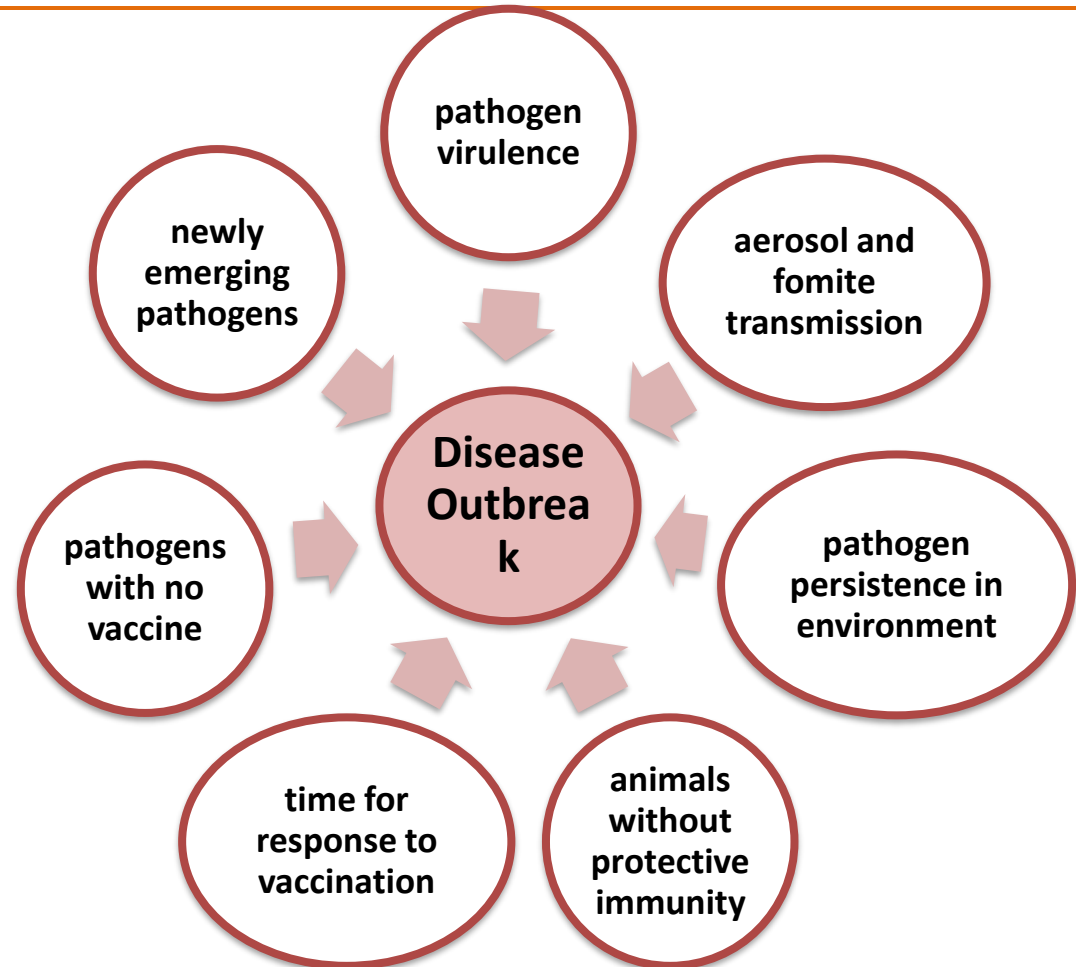 pathogen
virulence
newly
emerging
pathogens
aerosol and
fomite
transmission
Disease
Outbrea
k
pathogens
with no
vaccine
pathogen
persistence in
environment
time for
response to
vaccination
animals
without
protective
immunity